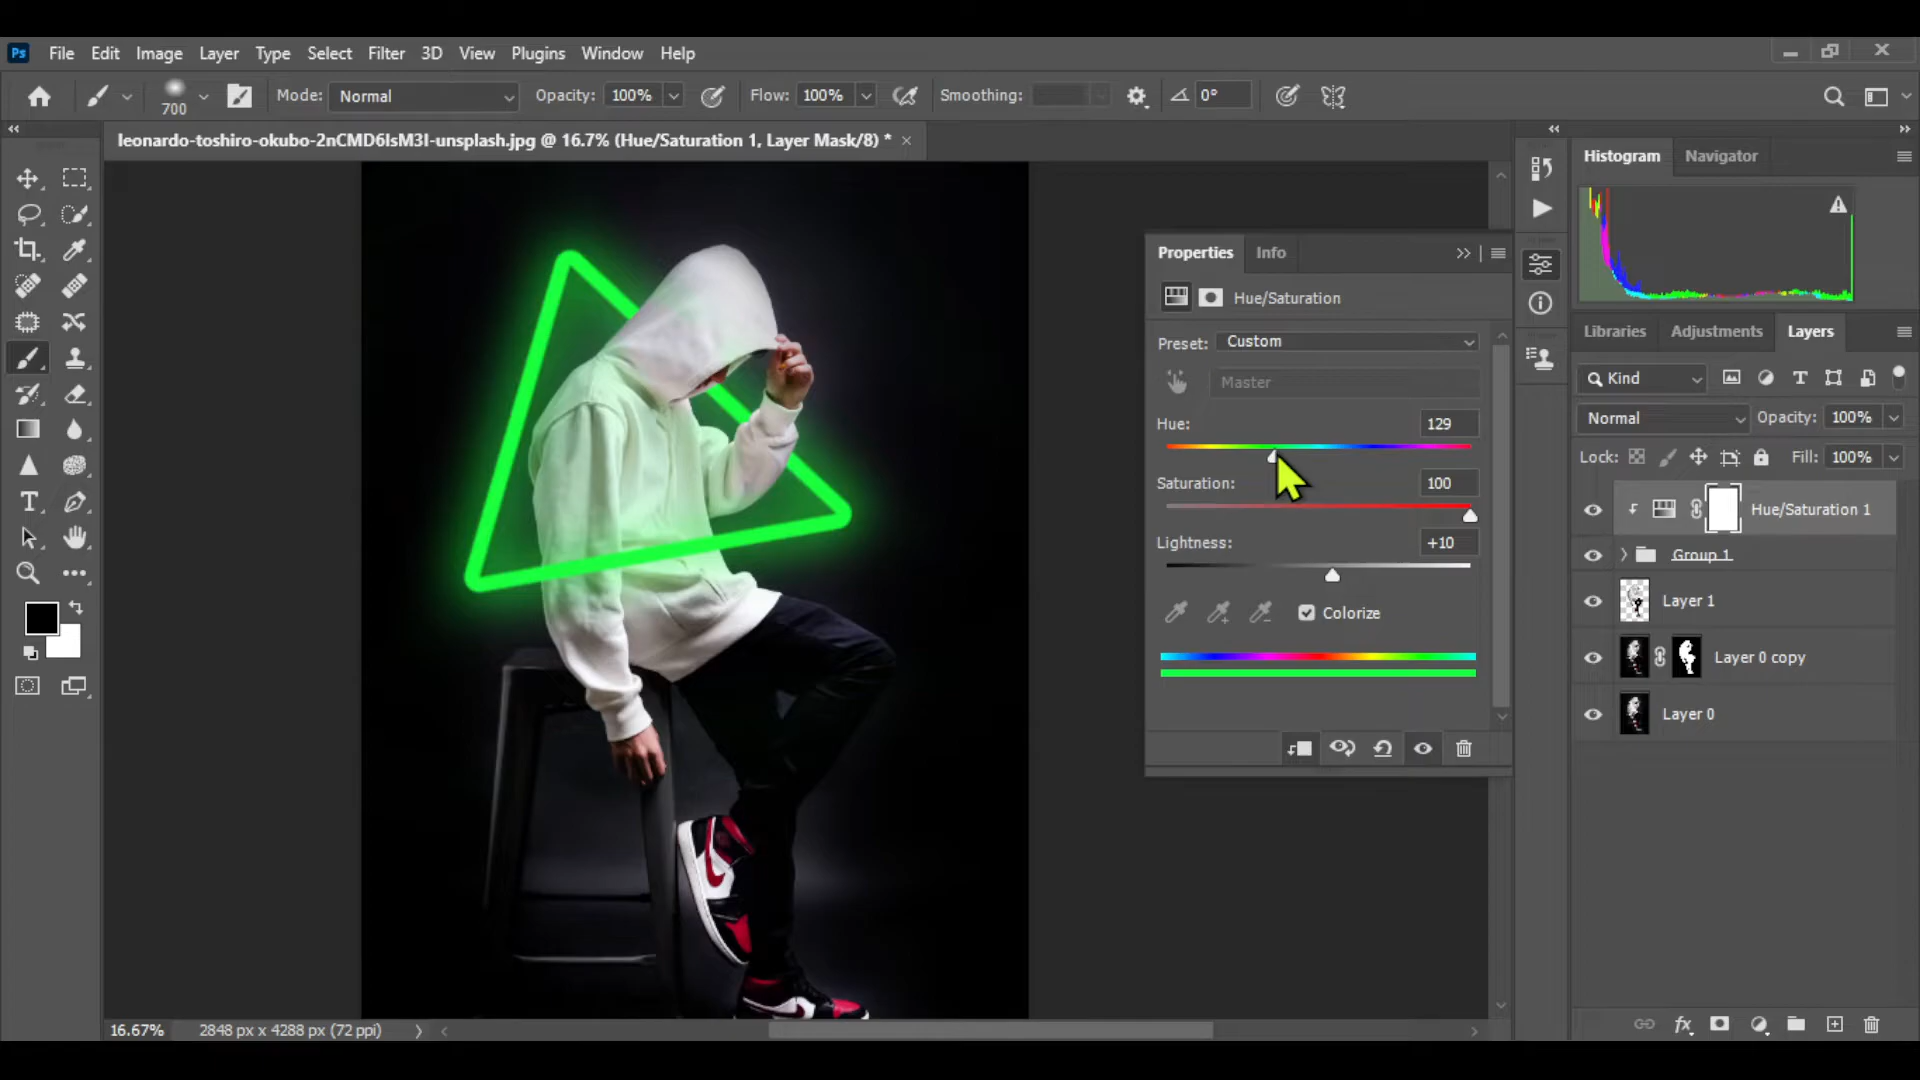 Ps File Edit Image Layer Type Select Filter 3D View Plugins Window Help
700 Mode: Normal Opacity: 100% Flow: 100% Smoothing: 0°
leonardo-toshiro-okubo-2nCMD6IsM3I-unsplash.jpg @ 16.7% (Hue/Saturation 1, Layer Mask/8) *
Histogram Navigator
Properties Info
Hue/Saturation
Preset: Custom
Master
Hue: 129
Saturation: 100
Lightness: +10
Colorize
Libraries Adjustments Layers
Kind
Normal Opacity: 100%
Lock: Fill: 100%
Hue/Saturation 1
Group 1
Layer 1
Layer 0 copy
Layer 0
16.67% 2848 px x 4288 px (72 ppi)